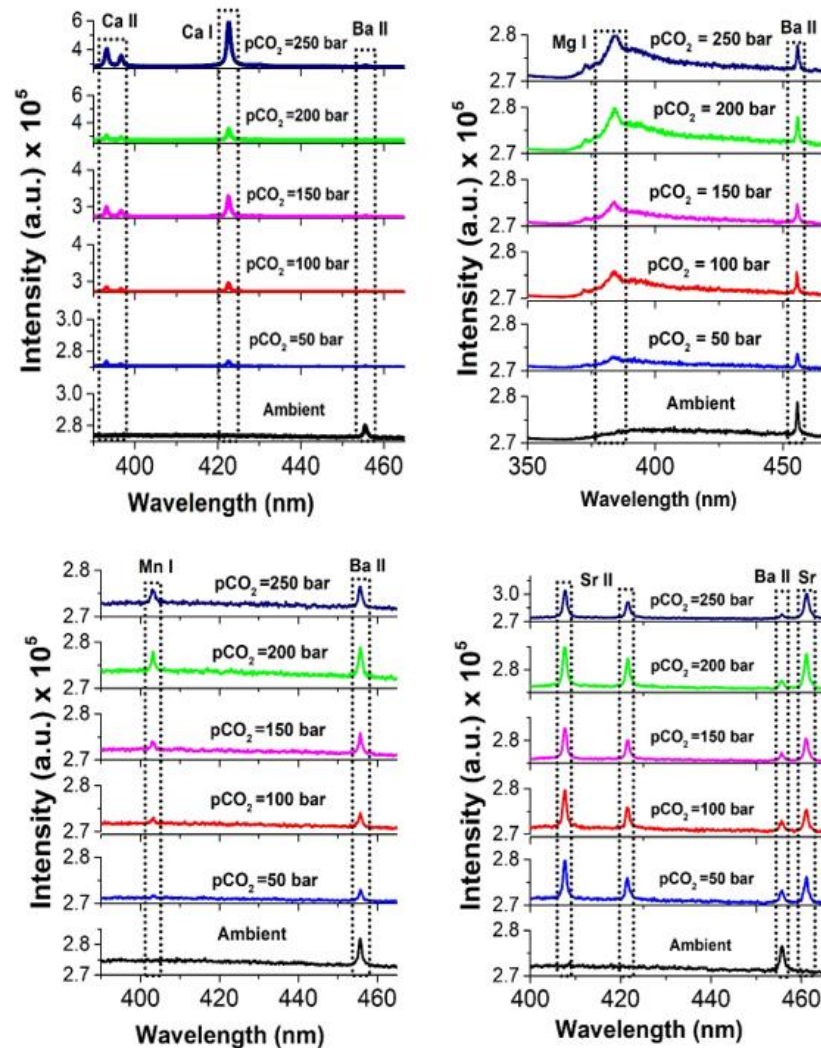 Ca II
Ca I
Ba II
pCO₂=250 bar
pCO₂=200 bar
pCO₂=150 bar
pCO₂=100 bar
pCO₂=50 bar
Ambient
6
5
4
3
4
3
4
3
4
3
3.0
2.8
3.0
2.8
400
420
440
460
Intensity (a.u.) x 10⁵
Wavelength (nm)
Mg I
Ba II
pCO₂ = 250 bar
pCO₂ = 200 bar
pCO₂ = 150 bar
pCO₂ = 100 bar
pCO₂ = 50 bar
Ambient
2.8
2.7
2.8
2.7
2.8
2.7
2.8
2.7
2.8
2.7
2.8
2.7
350
400
450
Intensity (a.u.) x 10⁵
Wavelength (nm)
Mn I
Ba II
pCO₂=250 bar
pCO₂=200 bar
pCO₂=150 bar
pCO₂=100 bar
pCO₂=50 bar
Ambient
2.8
2.7
2.8
2.7
2.8
2.7
2.8
2.7
2.8
2.7
2.8
2.7
400
420
440
460
Intensity (a.u.) x 10⁵
Wavelength (nm)
Sr II
Ba II
Sr
pCO₂=250 bar
pCO₂=200 bar
pCO₂=150 bar
pCO₂=100 bar
pCO₂=50 bar
Ambient
3.0
2.7
2.8
2.8
2.8
2.7
2.8
2.7
2.8
2.7
400
420
440
460
Intensity (a.u.) x 10⁵
Wavelength (nm)